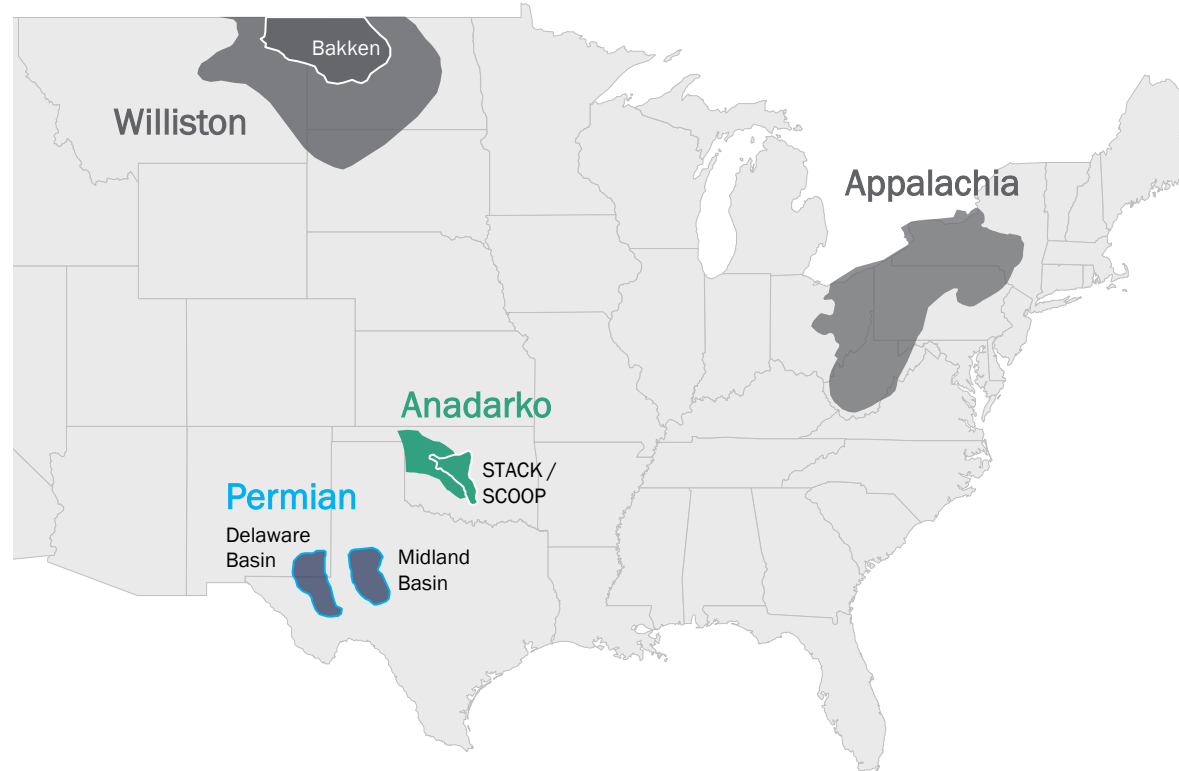 Bakken
Williston
Appalachia
Anadarko
STACK /
SCOOP
Permian
Delaware
Basin
Midland
Basin